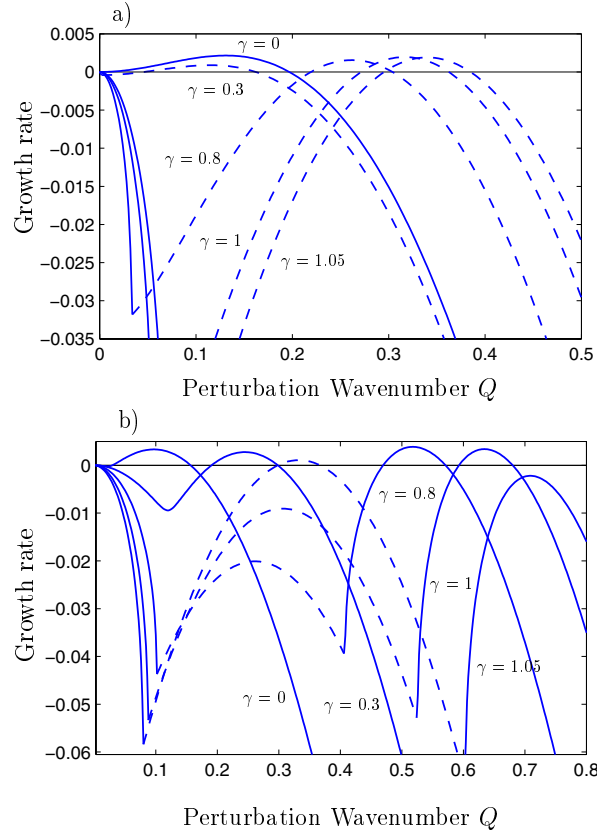 a)
0.005
0
−0.005
−0.01
−0.015
−0.02
−0.025
−0.03
−0.035
Growth rate
γ = 0
γ = 0.3
γ = 0.8
γ = 1
γ = 1.05
0 0.1 0.2 0.3 0.4 0.5
Perturbation Wavenumber Q
b)
0
−0.01
−0.02
−0.03
−0.04
−0.05
−0.06
Growth rate
γ = 0.8
γ = 1
γ = 1.05
γ = 0
γ = 0.3
0.1 0.2 0.3 0.4 0.5 0.6 0.7 0.8
Perturbation Wavenumber Q